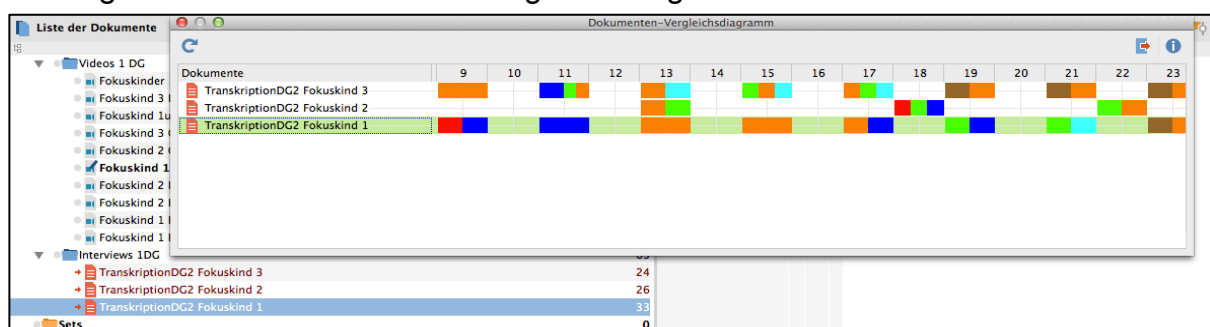 Liste der Dokumente
Dokumenten-Vergleichsdiagramm
Dokumente 9 10 11 12 13 14 15 16 17 18 19 20 21 22 23
TranskriptionDG2 Fokuskind 3
TranskriptionDG2 Fokuskind 2
TranskriptionDG2 Fokuskind 1
Videos 1 DG
Fokuskinder
Fokuskind 3
Fokuskind 1u
Fokuskind 3
Fokuskind 2
Fokuskind 1
Fokuskind 2
Fokuskind 2
Fokuskind 1
Fokuskind 1
Interviews 1DG
TranskriptionDG2 Fokuskind 3 24
TranskriptionDG2 Fokuskind 2 26
TranskriptionDG2 Fokuskind 1 33
Sets 0